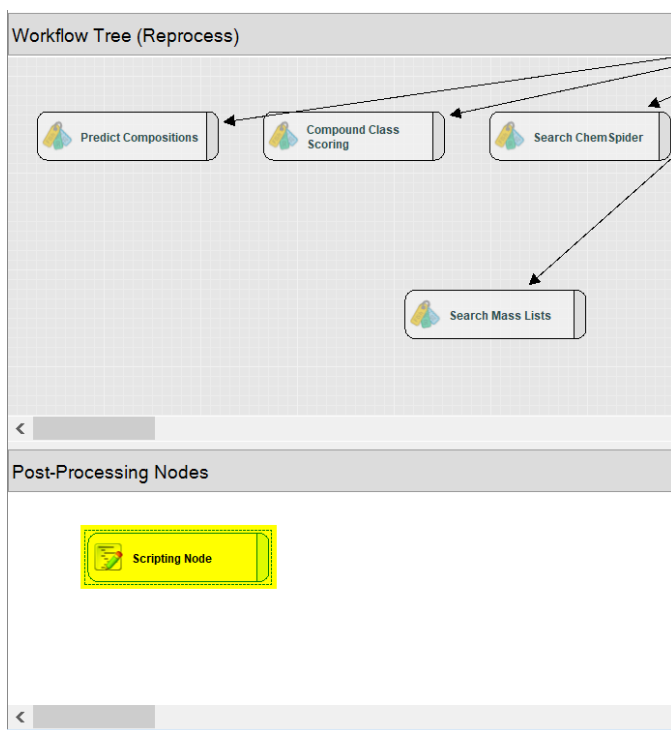 Workflow Tree (Reprocess)
Predict Compositions
Compound Class
Scoring
Search ChemSpider
Search Mass Lists
Post-Processing Nodes
Scripting Node